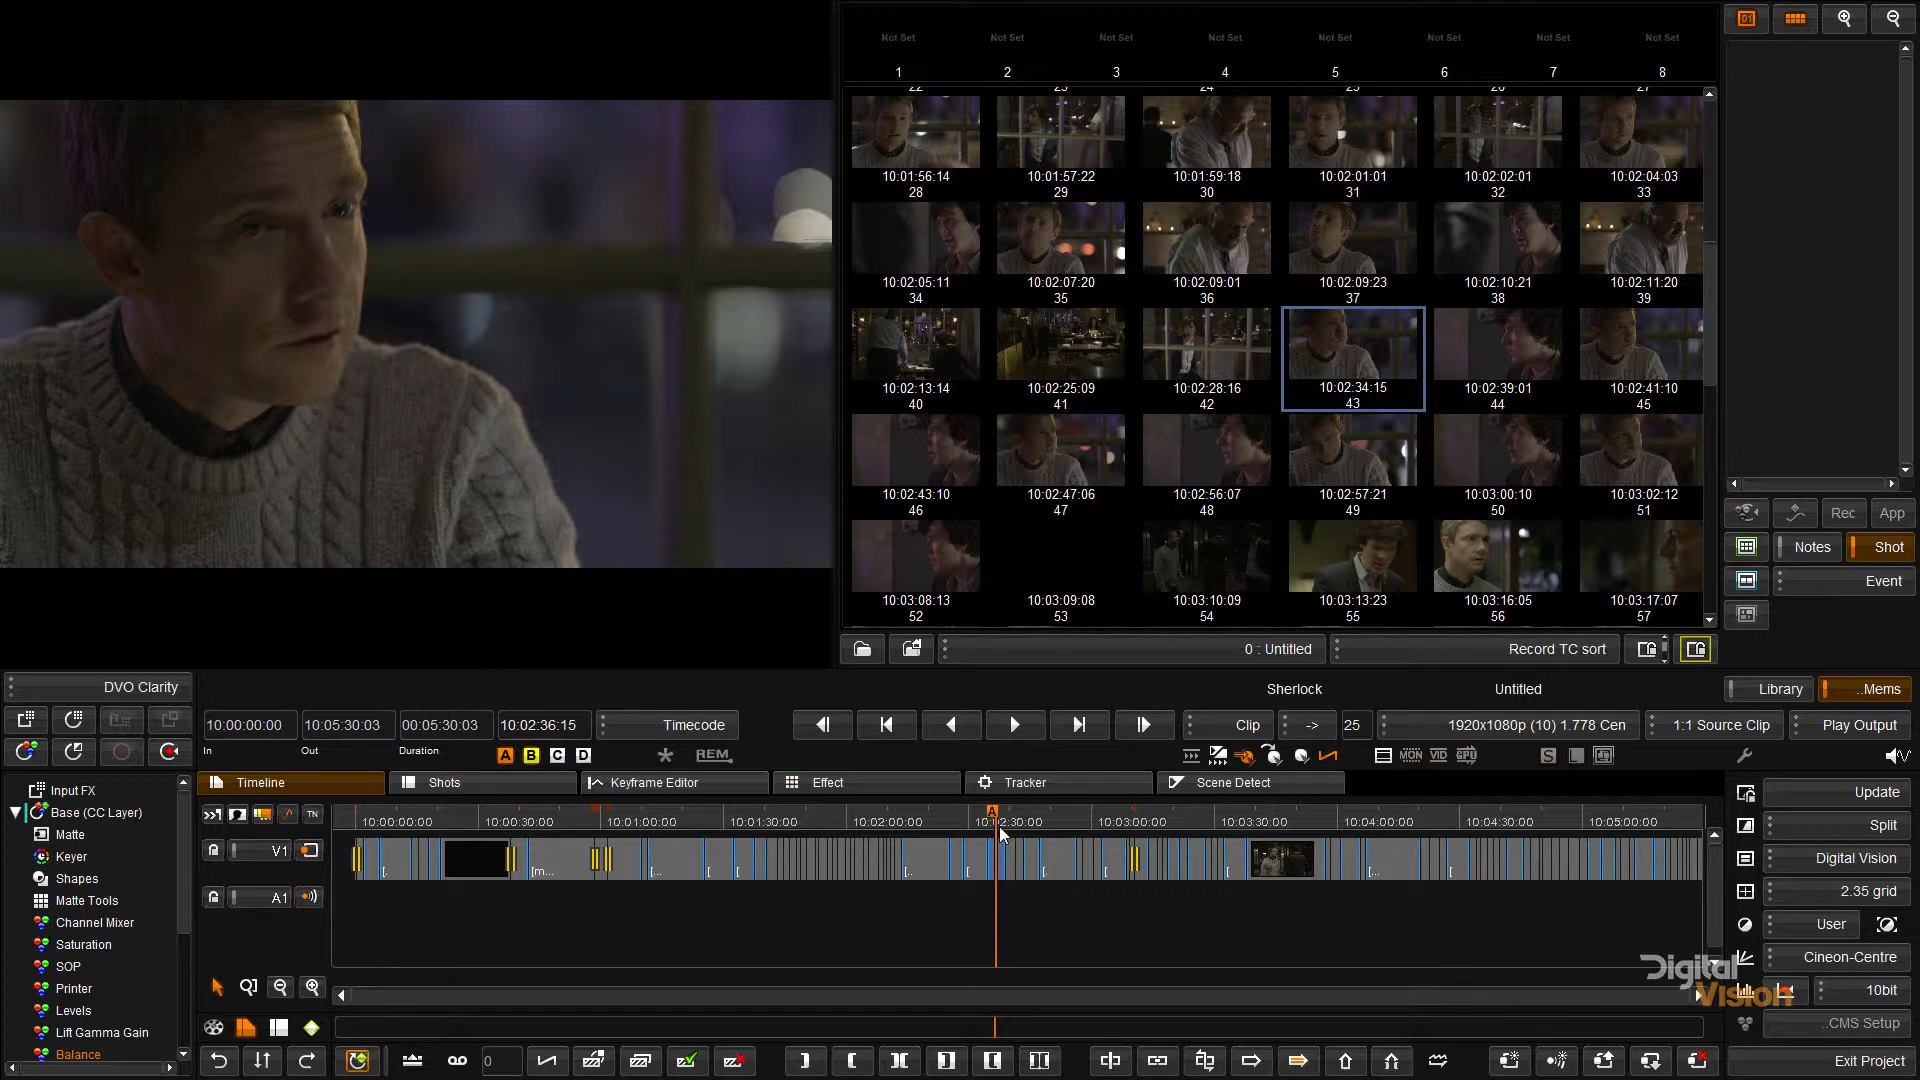 Not Set Not Set Not Set Not Set Not Set Not Set Not Set Not Set
1 2 3 4 5 6 7 8
22 23 24 25 26 27
10:01:56:14 10:01:57:22 10:01:59:18 10:02:01:01 10:02:02:01 10:02:04:03
28 29 30 31 32 33
10:02:05:11 10:02:07:20 10:02:09:01 10:02:09:23 10:02:10:21 10:02:11:20
34 35 36 37 38 39
10:02:13:14 10:02:25:09 10:02:28:16 10:02:34:15 10:02:39:01 10:02:41:10
40 41 42 43 44 45
10:02:43:10 10:02:47:06 10:02:56:07 10:02:57:21 10:03:00:10 10:03:02:12
46 47 48 49 50 51
10:03:08:13 10:03:09:08 10:03:10:09 10:03:13:23 10:03:16:05 10:03:17:07
52 53 54 55 56 57
Rec App
Notes Shot
Event
0 : Untitled Record TC sort
DVO Clarity
Sherlock Untitled Library ..Mems
10:00:00:00 10:05:30:03 00:05:30:03 10:02:36:15 Timecode
Clip -> 25 1920x1080p (10) 1.778 Cen 1:1 Source Clip Play Output
In Out Duration A B C D * REM.
MON VID GPU S
Timeline Shots Keyframe Editor Effect Tracker Scene Detect
Input FX
Base (CC Layer)
Matte
Keyer
Shapes
Matte Tools
Channel Mixer
Saturation
SOP
Printer
Levels
Lift Gamma Gain
Balance
TN
A
10:00:00:00 10:00:30:00 10:01:00:00 10:01:30:00 10:02:00:00 10:02:30:00 10:03:00:00 10:03:30:00 10:04:00:00 10:04:30:00 10:05:00:00
V1
[. [m... [... [ [ [.. [ [. [ [ [... [
A1
Update
Split
Digital Vision
2.35 grid
User
Cineon-Centre
10bit
..CMS Setup
Exit Project
Digital
Vision
0